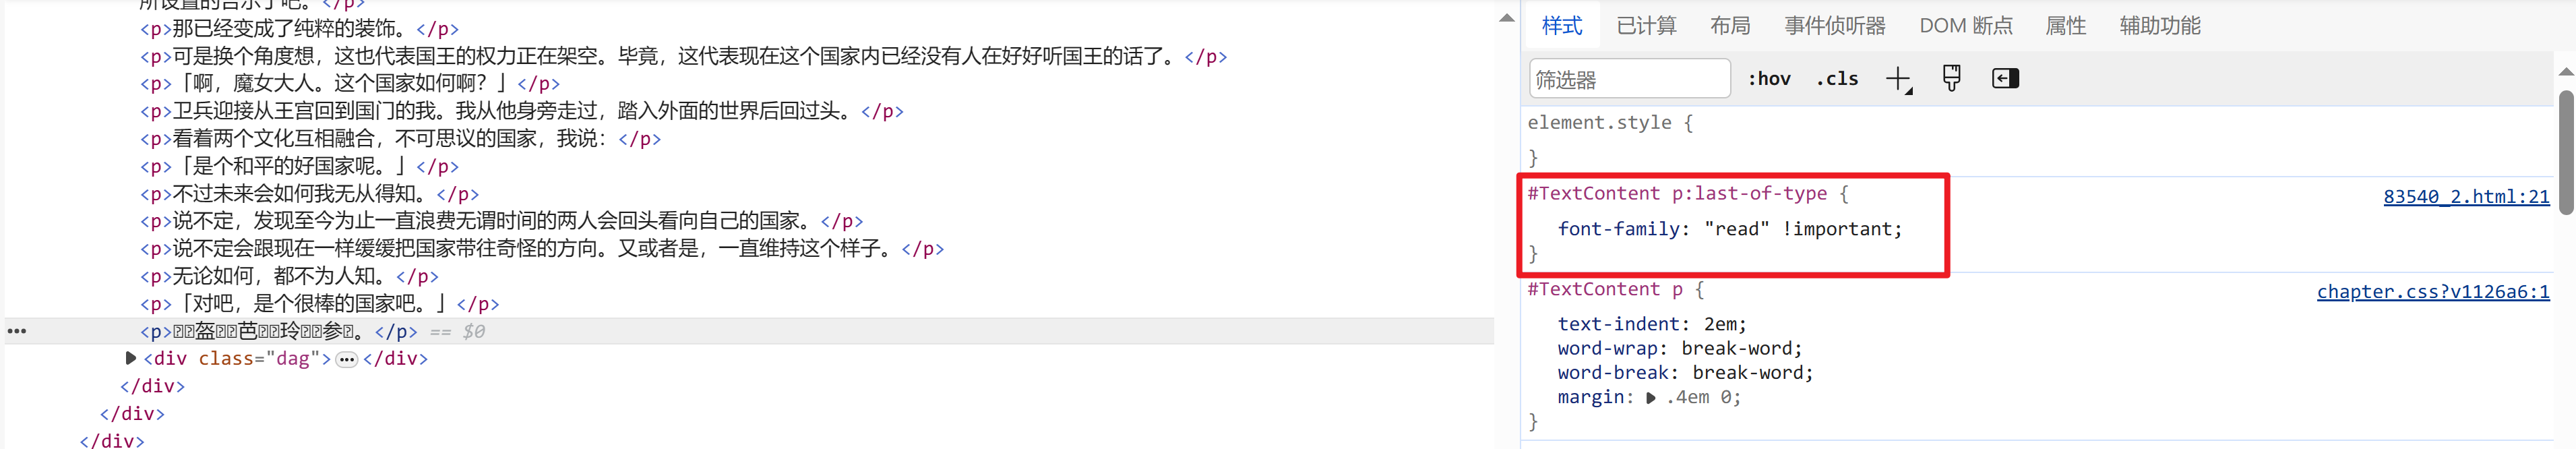 所设置的告示了吧。</p>
<p>那已经变成了纯粹的装饰。</p>
<p>可是换个角度想，这也代表国王的权力正在架空。毕竟，这代表现在这个国家内已经没有人在好好听国王的话了。</p>
<p>「啊，魔女大人。这个国家如何啊？」</p>
<p>卫兵迎接从王宫回到国门的我。我从他身旁走过，踏入外面的世界后回过头。</p>
<p>看着两个文化互相融合，不可思议的国家，我说：</p>
<p>「是个和平的好国家呢。」</p>
<p>不过未来会如何我无从得知。</p>
<p>说不定，发现至今为止一直浪费无谓时间的两人会回头看向自己的国家。</p>
<p>说不定会跟现在一样缓缓把国家带往奇怪的方向。又或者是，一直维持这个样子。</p>
<p>无论如何，都不为人知。</p>
<p>「对吧，是个很棒的国家吧。」</p>
••• <p>盔芭玲参。</p> == $0
▶<div class="dag">•••</div>
</div>
</div>
</div>
样式 已计算 布局 事件侦听器 DOM 断点 属性 辅助功能
筛选器 :hov .cls
element.style {
}
#TextContent p:last-of-type { 83540_2.html:21
font-family: "read" !important;
}
#TextContent p { chapter.css?v1126a6:1
text-indent: 2em;
word-wrap: break-word;
word-break: break-word;
margin: ▶ .4em 0;
}